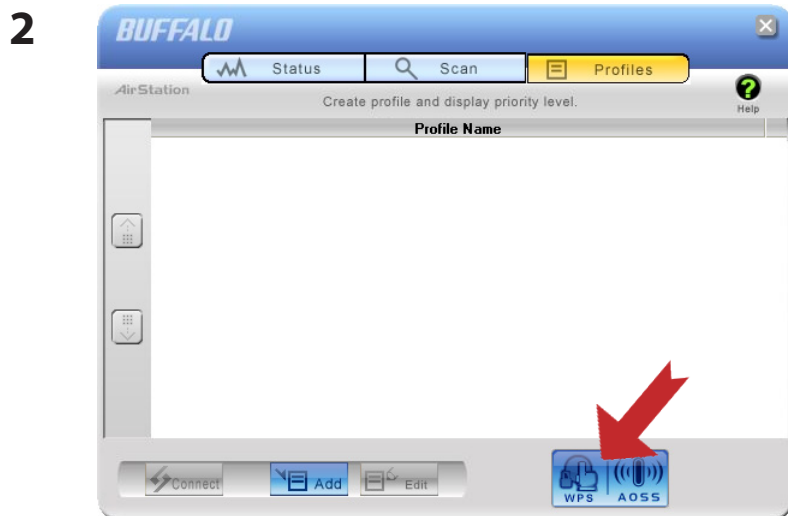 2
BUFFALO
Status Scan Profiles
AirStation
Create profile and display priority level.
Help
Profile Name
Connect Add Edit
WPS AOSS